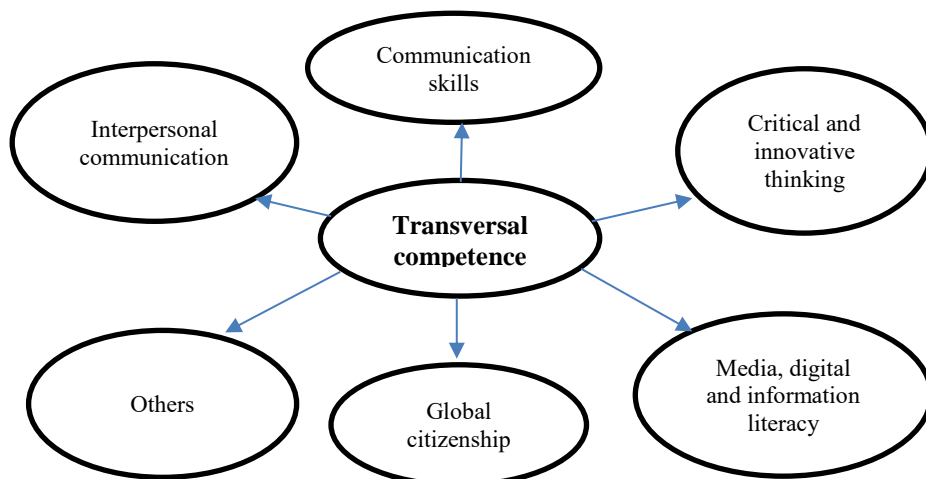 Communication
skills
Interpersonal
communication
Critical and
innovative
thinking
Transversal
competence
Others
Global
citizenship
Media, digital
and information
literacy